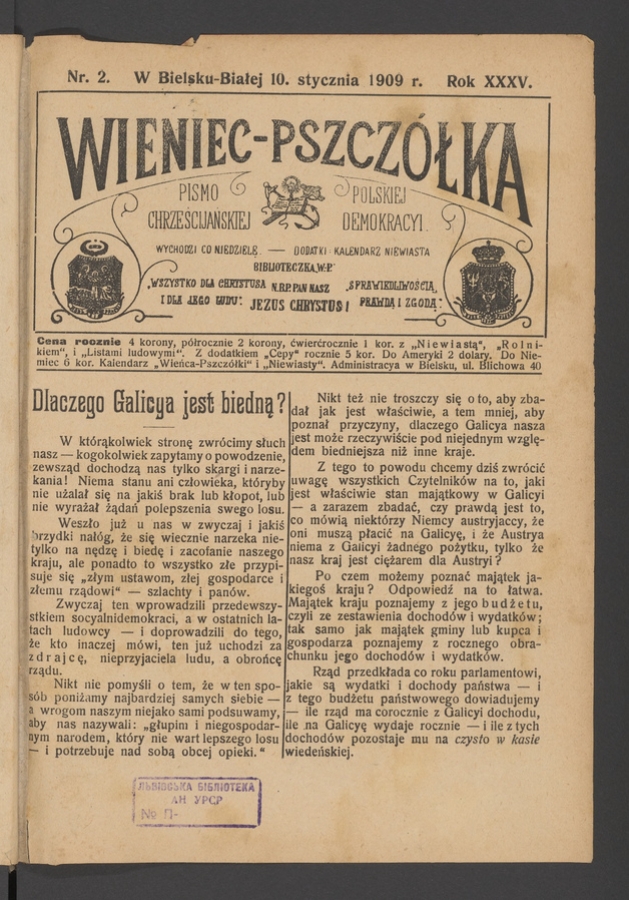 Nr. 2. W Bielsku-Białej 10. stycznia 1909 r. Rok XXXV.
WIENIEC-PSZCZÓŁKA
PISMO POLSKIEJ
CHRZEŚCIJAŃSKIEJ DEMOKRACYI.
WYCHODZI CO NIEDZIELĘ. — DODATKI: KALENDARZ NIEWIASTA
BIBLIOTECZKA W.P.
„WSZYSTKO DLA CHRYSTUSA N.B.P. PAN NASZ „SPRAWIEDLIWOŚCIĄ,
I DLA JEGO LUDU." JEZUS CHRYSTUS! PRAWDĄ I ZGODĄ."
Cena rocznie 4 korony, półrocznie 2 korony, ćwierćrocznie 1 kor. z „Niewiastą", „Rolni-
kiem", i „Listami ludowymi". Z dodatkiem „Cepy" rocznie 5 kor. Do Ameryki 2 dolary. Do Nie-
miec 6 kor. Kalendarz „Wieńca-Pszczółki" i „Niewiasty". Administracya w Bielsku, ul. Blichowa 40
Dlaczego Galicya jest biedną?
W którąkolwiek stronę zwrócimy słuch
nasz — kogokolwiek zapytamy o powodzenie,
zewsząd dochodzą nas tylko skargi i narze-
kania! Niema stanu ani człowieka, któryby
nie użalał się na jakiś brak lub kłopot, lub
nie wyrażał żądań polepszenia swego losu.
Weszło już u nas w zwyczaj i jakiś
brzydki nałóg, że się wiecznie narzeka nie-
tylko na nędzę i biedę i zacofanie naszego
kraju, ale ponadto to wszystko złe przypi-
suje się „złym ustawom, złej gospodarce i
złemu rządowi" — szlachty i panów.
Zwyczaj ten wprowadzili przedewszy-
stkiem socyalnidemokraci, a w ostatnich la-
tach ludowcy — i doprowadzili do tego,
że kto inaczej mówi, ten już uchodzi za
zdrajcę, nieprzyjaciela ludu, a obrońcę
rządu.
Nikt nie pomyśli o tem, że w ten spo-
sób poniżamy najbardziej samych siebie —
a wrogom naszym niejako sami podsuwamy,
aby nas nazywali: „głupim i niegospodar-
nym narodem, który nie wart lepszego losu
— i potrzebuje nad sobą obcej opieki."
Nikt też nie troszczy się o to, aby zba-
dał jak jest właściwie, a tem mniej, aby
poznał przyczyny, dlaczego Galicya nasza
jest może rzeczywiście pod niejednym wzglę-
dem biedniejsza niż inne kraje.
Z tego to powodu chcemy dziś zwrócić
uwagę wszystkich Czytelników na to, jaki
jest właściwie stan majątkowy w Galicyi
— a zarazem zbadać, czy prawdą jest to,
co mówią niektórzy Niemcy austryjaccy, że
oni muszą płacić na Galicyę, i że Austrya
niema z Galicyi żadnego pożytku, tylko że
nasz kraj jest ciężarem dla Austryi?
Po czem możemy poznać majątek ja-
kiegoś kraju? Odpowiedź na to łatwa.
Majątek kraju poznajemy z jego budżetu,
czyli ze zestawienia dochodów i wydatków;
tak samo jak majątek gminy lub kupca i
gospodarza poznajemy z rocznego obra-
chunku jego dochodów i wydatków.
Rząd przedkłada co roku parlamentowi,
jakie są wydatki i dochody państwa — i
z tego budżetu państwowego dowiadujemy
— ile rząd ma corocznie z Galicyi dochodu,
ile na Galicyę wydaje rocznie — i ile z tych
dochodów pozostaje mu na czysto w kasie
wiedeńskiej.
ЛЬВІВСЬКА БІБЛІОТЕКА
АН УРСР
№ П-